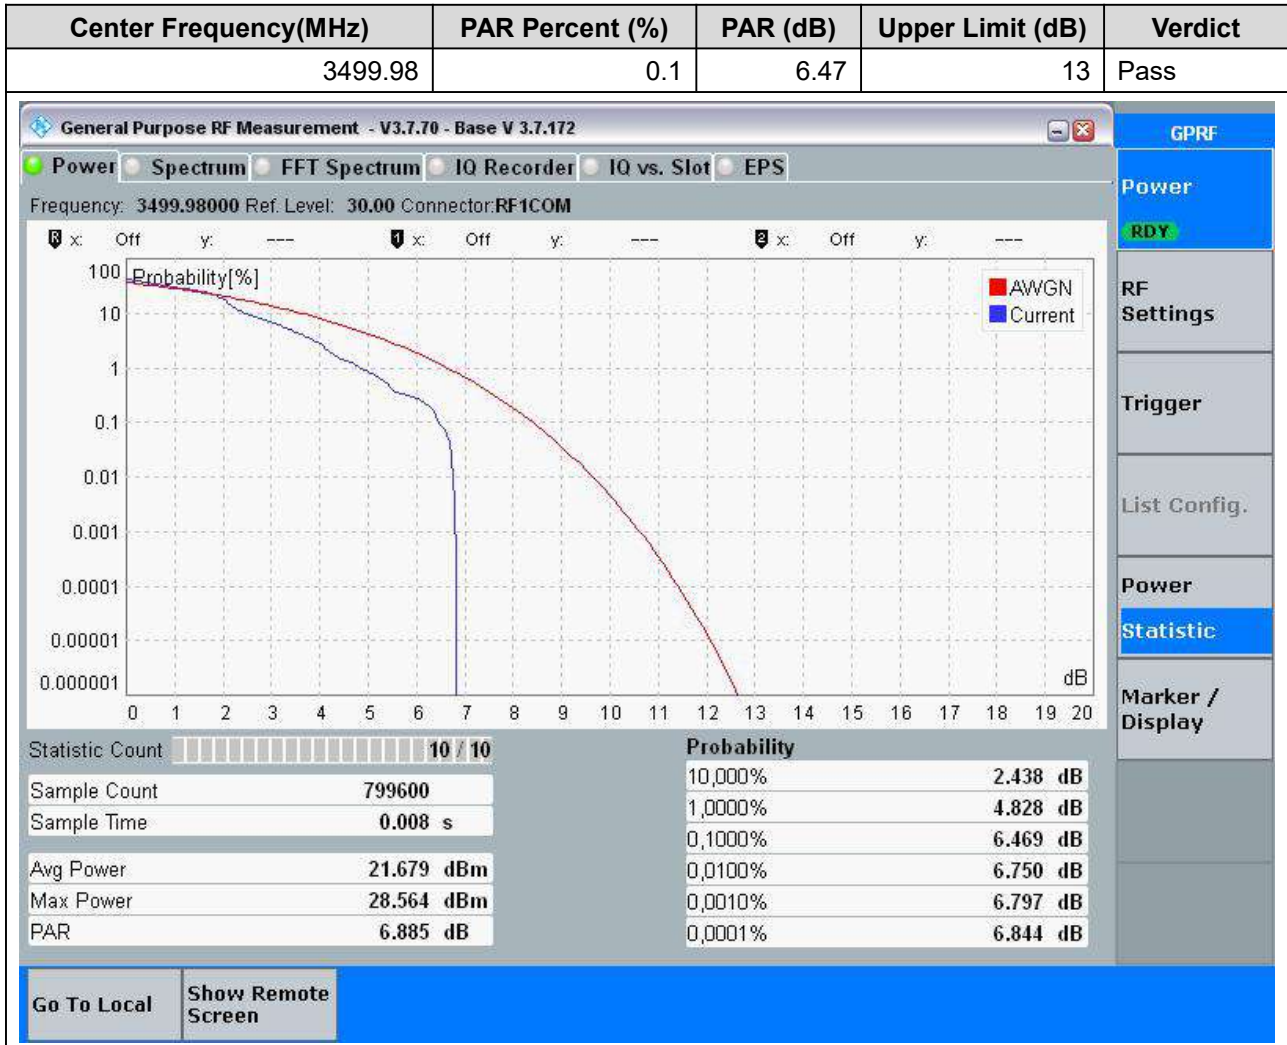 Center Frequency(MHz) PAR Percent (%) PAR (dB) Upper Limit (dB) Verdict
3499.98 0.1 6.47 13 Pass
General Purpose RF Measurement - V3.7.70 - Base V 3.7.172
GPRF
Power Spectrum FFT Spectrum IQ Recorder IQ vs. Slot EPS
Power
RDY
Frequency: 3499.98000 Ref. Level: 30.00 Connector:RF1COM
R x: Off y: --- 1 x: Off y: --- 2 x: Off y: ---
100 Probability[%]
AWGN
Current
RF
Settings
10
1
Trigger
0.1
0.01
List Config.
0.001
0.0001
Power
0.00001
Statistic
0.000001
dB
Marker /
Display
0 1 2 3 4 5 6 7 8 9 10 11 12 13 14 15 16 17 18 19 20
Statistic Count 10 / 10
Sample Count 799600
Sample Time 0.008 s
Avg Power 21.679 dBm
Max Power 28.564 dBm
PAR 6.885 dB
Probability
10,000% 2.438 dB
1,0000% 4.828 dB
0,1000% 6.469 dB
0,0100% 6.750 dB
0,0010% 6.797 dB
0,0001% 6.844 dB
Go To Local
Show Remote
Screen